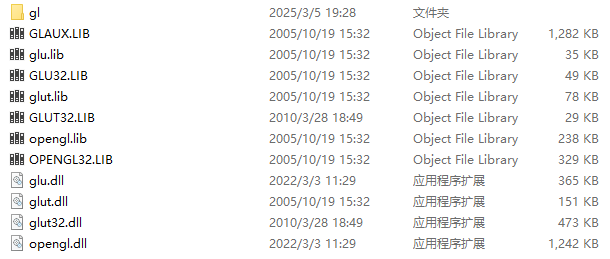 gl 2025/3/5 19:28 文件夹
GLAUX.LIB 2005/10/19 15:32 Object File Library 1,282 KB
glu.lib 2005/10/19 15:32 Object File Library 35 KB
GLU32.LIB 2005/10/19 15:32 Object File Library 49 KB
glut.lib 2005/10/19 15:32 Object File Library 78 KB
GLUT32.LIB 2010/3/28 18:49 Object File Library 29 KB
opengl.lib 2005/10/19 15:32 Object File Library 238 KB
OPENGL32.LIB 2005/10/19 15:32 Object File Library 329 KB
glu.dll 2022/3/3 11:29 应用程序扩展 365 KB
glut.dll 2005/10/19 15:32 应用程序扩展 151 KB
glut32.dll 2010/3/28 18:49 应用程序扩展 473 KB
opengl.dll 2022/3/3 11:29 应用程序扩展 1,242 KB